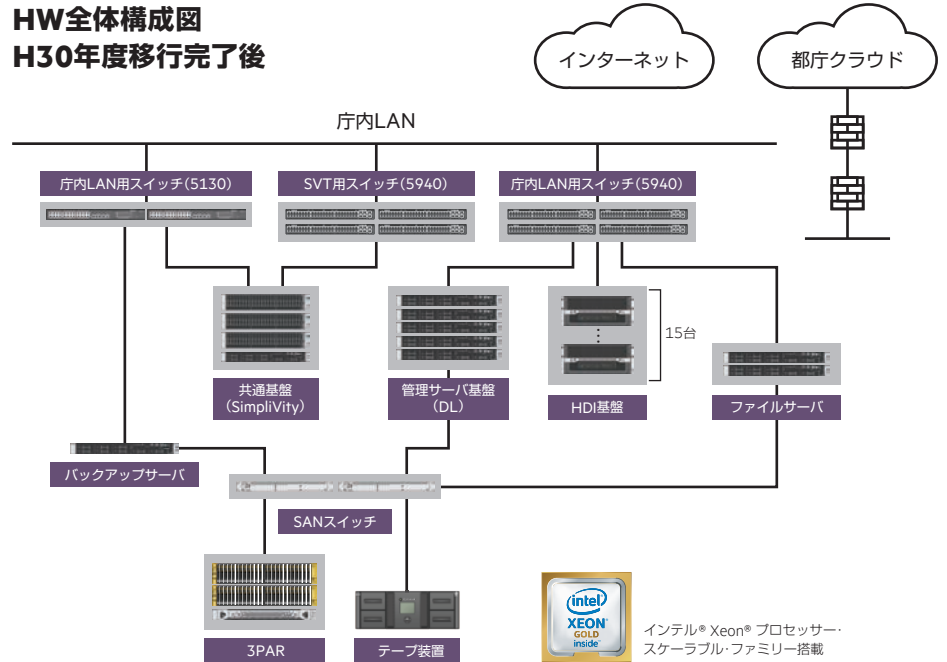 HW全体構成図
H30年度移行完了後
インターネット
都庁クラウド
庁内LAN
庁内LAN用スイッチ(5130)
SVT用スイッチ(5940)
庁内LAN用スイッチ(5940)
15台
共通基盤
(SimpliVity)
管理サーバ基盤
(DL)
HDI基盤
ファイルサーバ
バックアップサーバ
SANスイッチ
3PAR
テープ装置
intel
XEON
GOLD
inside
インテル® Xeon® プロセッサー・
スケーラブル・ファミリー搭載